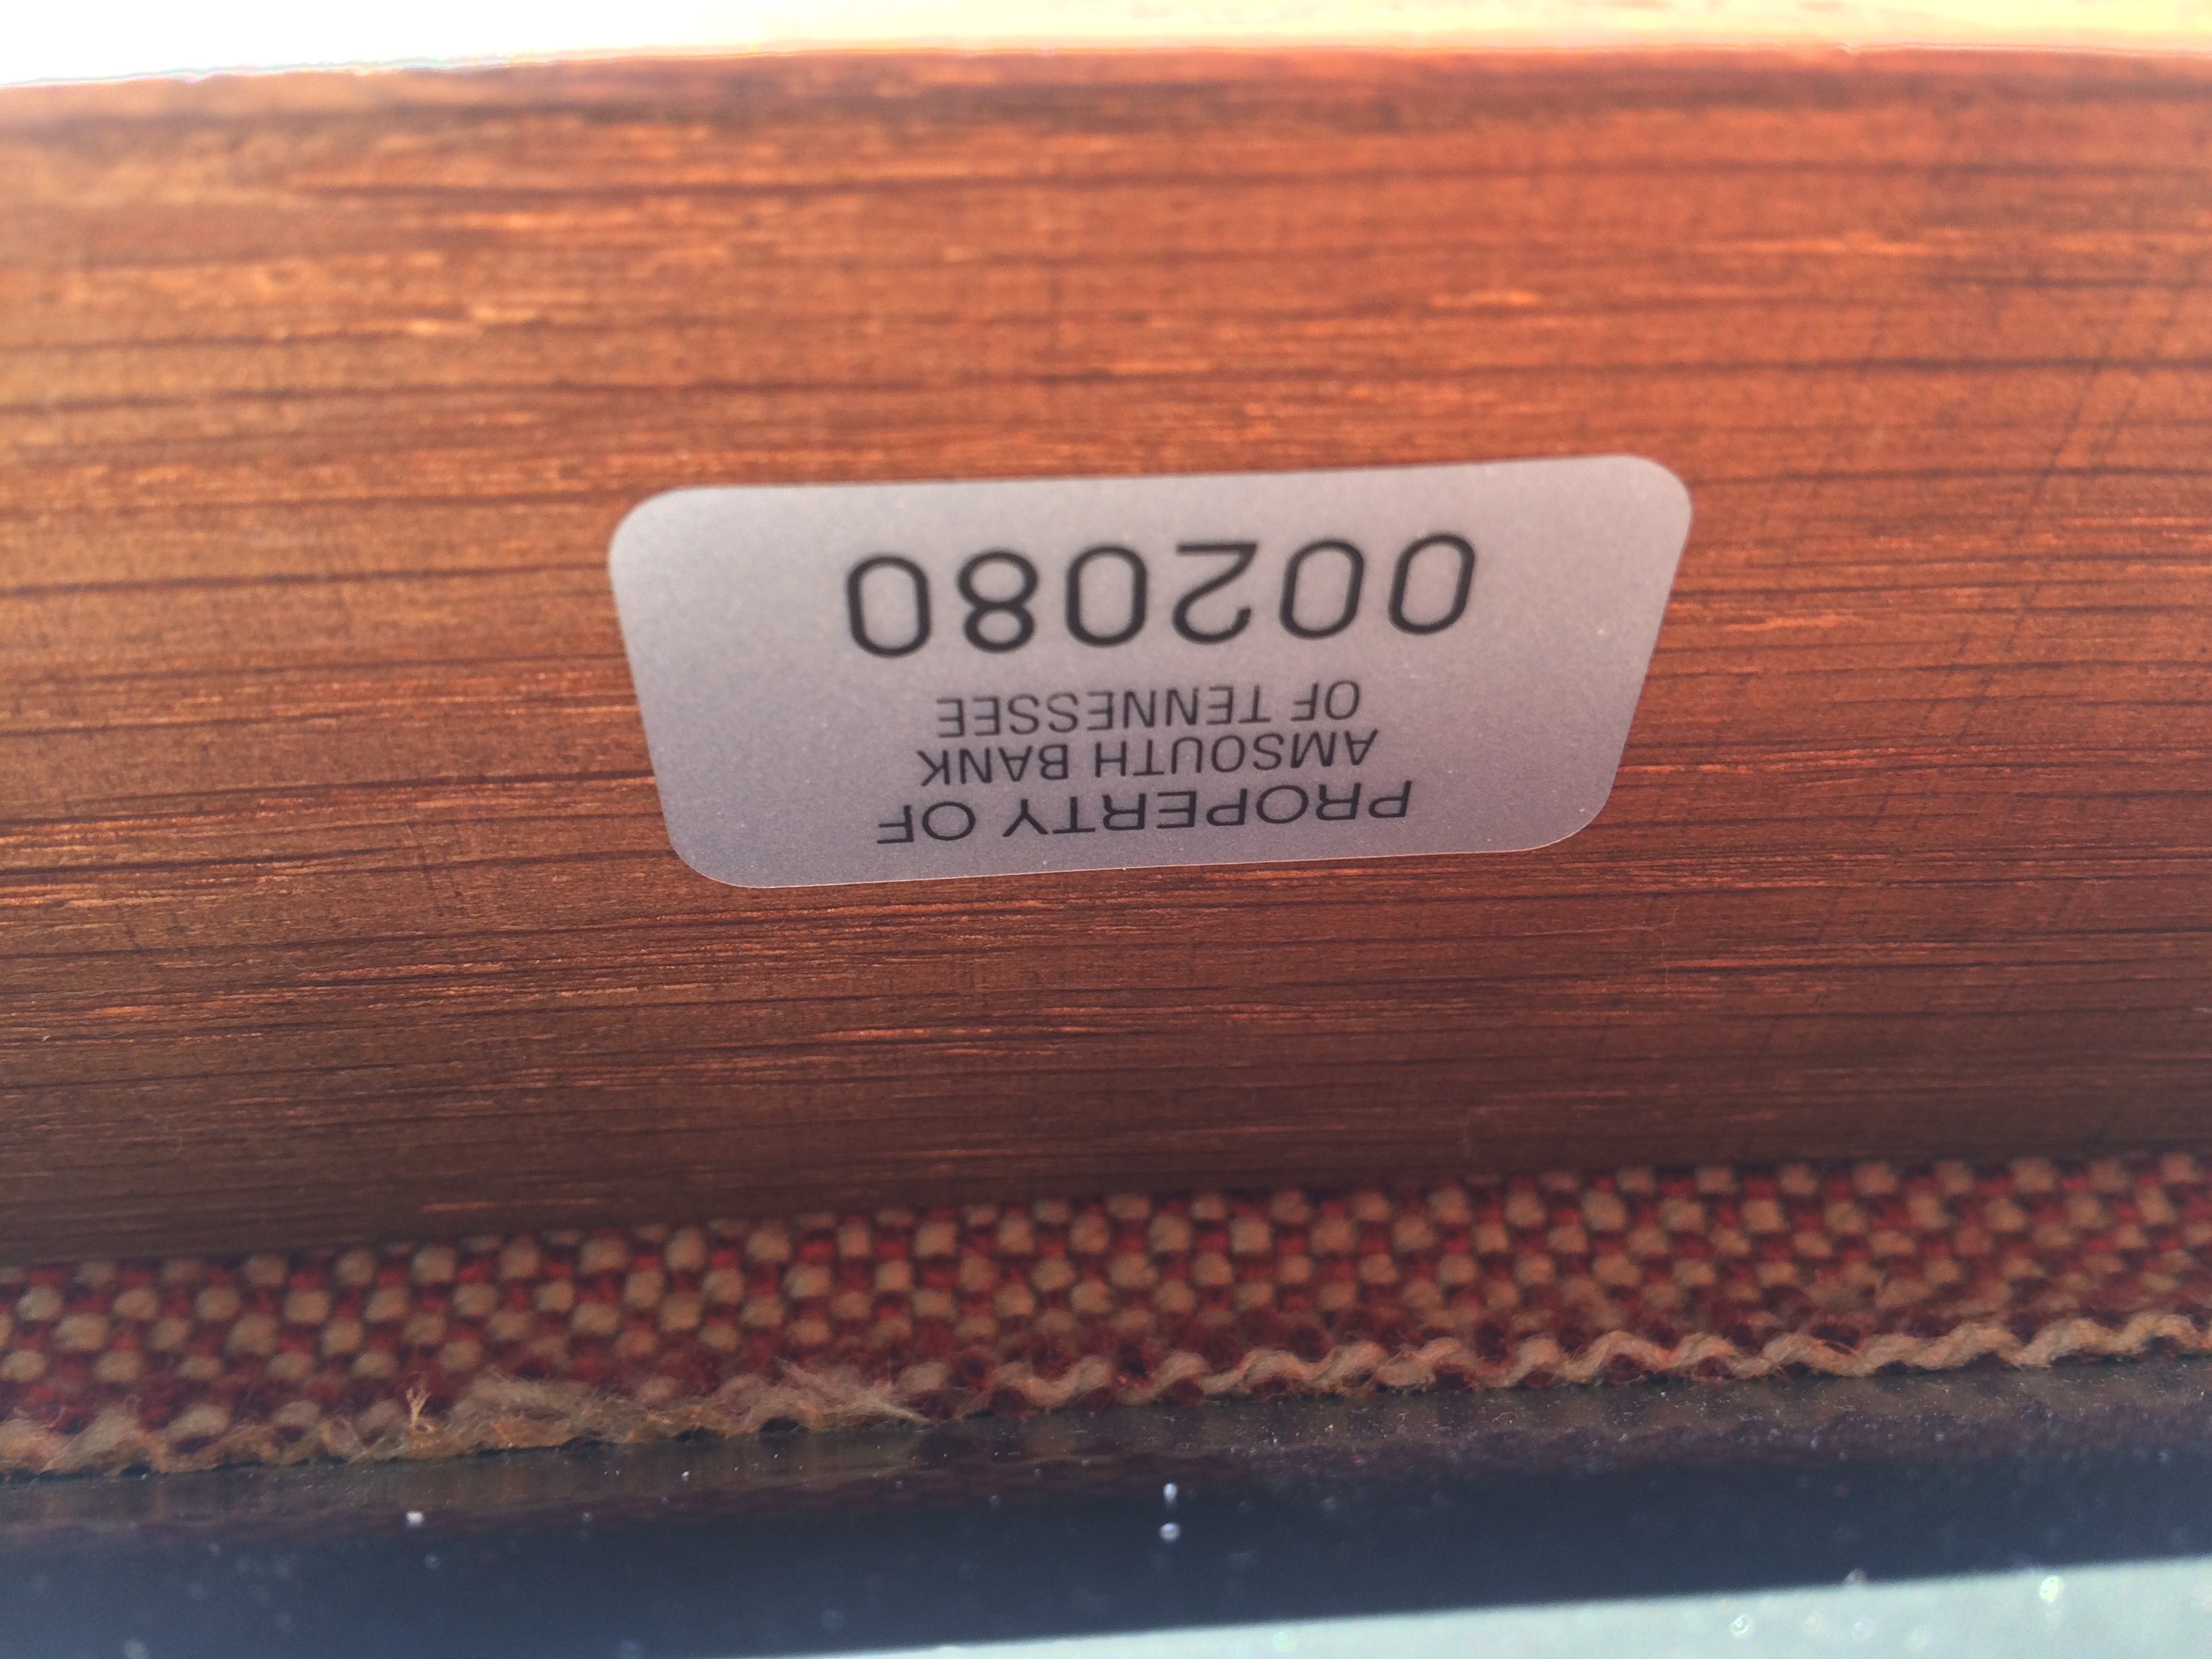 PROPERTY OF
AMSOUTH BANK
OF TENNESSEE
002080